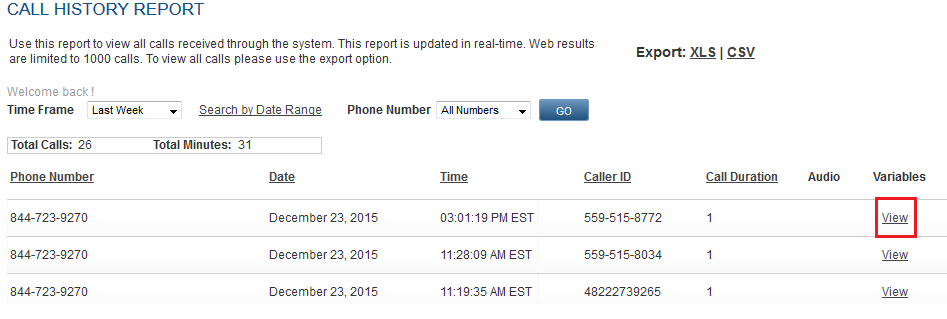 CALL HISTORY REPORT
Use this report to view all calls received through the system. This report is updated in real-time. Web results
are limited to 1000 calls. To view all calls please use the export option.
Export: XLS | CSV
Welcome back !
Time Frame Last Week Search by Date Range Phone Number All Numbers GO
Total Calls: 26 Total Minutes: 31
Phone Number Date Time Caller ID Call Duration Audio Variables
844-723-9270 December 23, 2015 03:01:19 PM EST 559-515-8772 1 View
844-723-9270 December 23, 2015 11:28:09 AM EST 559-515-8034 1 View
844-723-9270 December 23, 2015 11:19:35 AM EST 48222739265 1 View